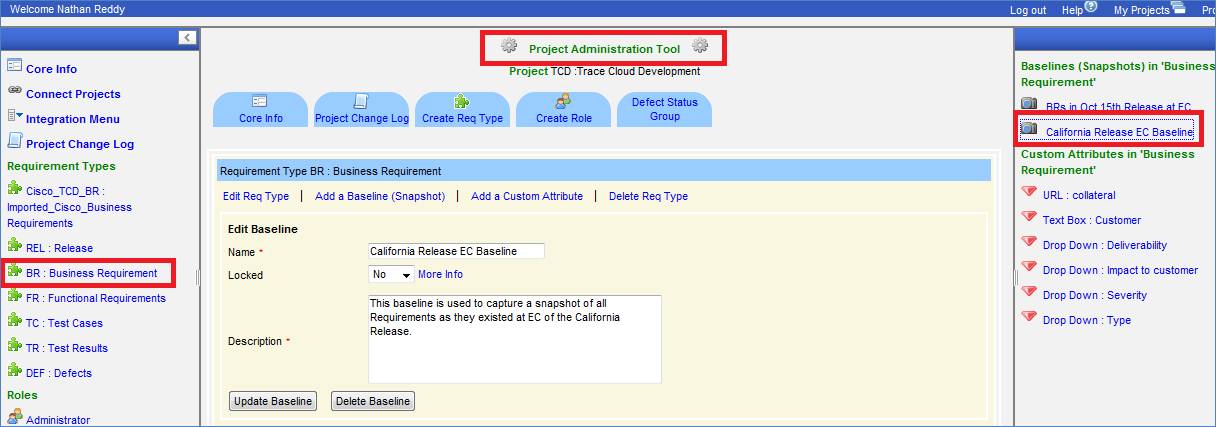 Welcome Nathan Reddy
Log out Help My Projects
Core Info
Connect Projects
Integration Menu
Project Change Log
Requirement Types
Cisco_TCD_BR :
Imported_Cisco_Business
Requirements
REL : Release
BR : Business Requirement
FR : Functional Requirements
TC : Test Cases
TR : Test Results
DEF : Defects
Roles
Administrator
Project Administration Tool
Project TCD :Trace Cloud Development
Core Info
Project Change Log
Create Req Type
Create Role
Defect Status
Group
Requirement Type BR : Business Requirement
Edit Req Type | Add a Baseline (Snapshot) | Add a Custom Attribute | Delete Req Type
Edit Baseline
Name * California Release EC Baseline
Locked No More Info
Description *
This baseline is used to capture a snapshot of all
Requirements as they existed at EC of the California
Release.
Update Baseline Delete Baseline
Baselines (Snapshots) in 'Business
Requirement'
BRs in Oct 15th Release at EC
California Release EC Baseline
Custom Attributes in 'Business
Requirement'
URL : collateral
Text Box : Customer
Drop Down : Deliverability
Drop Down : Impact to customer
Drop Down : Severity
Drop Down : Type